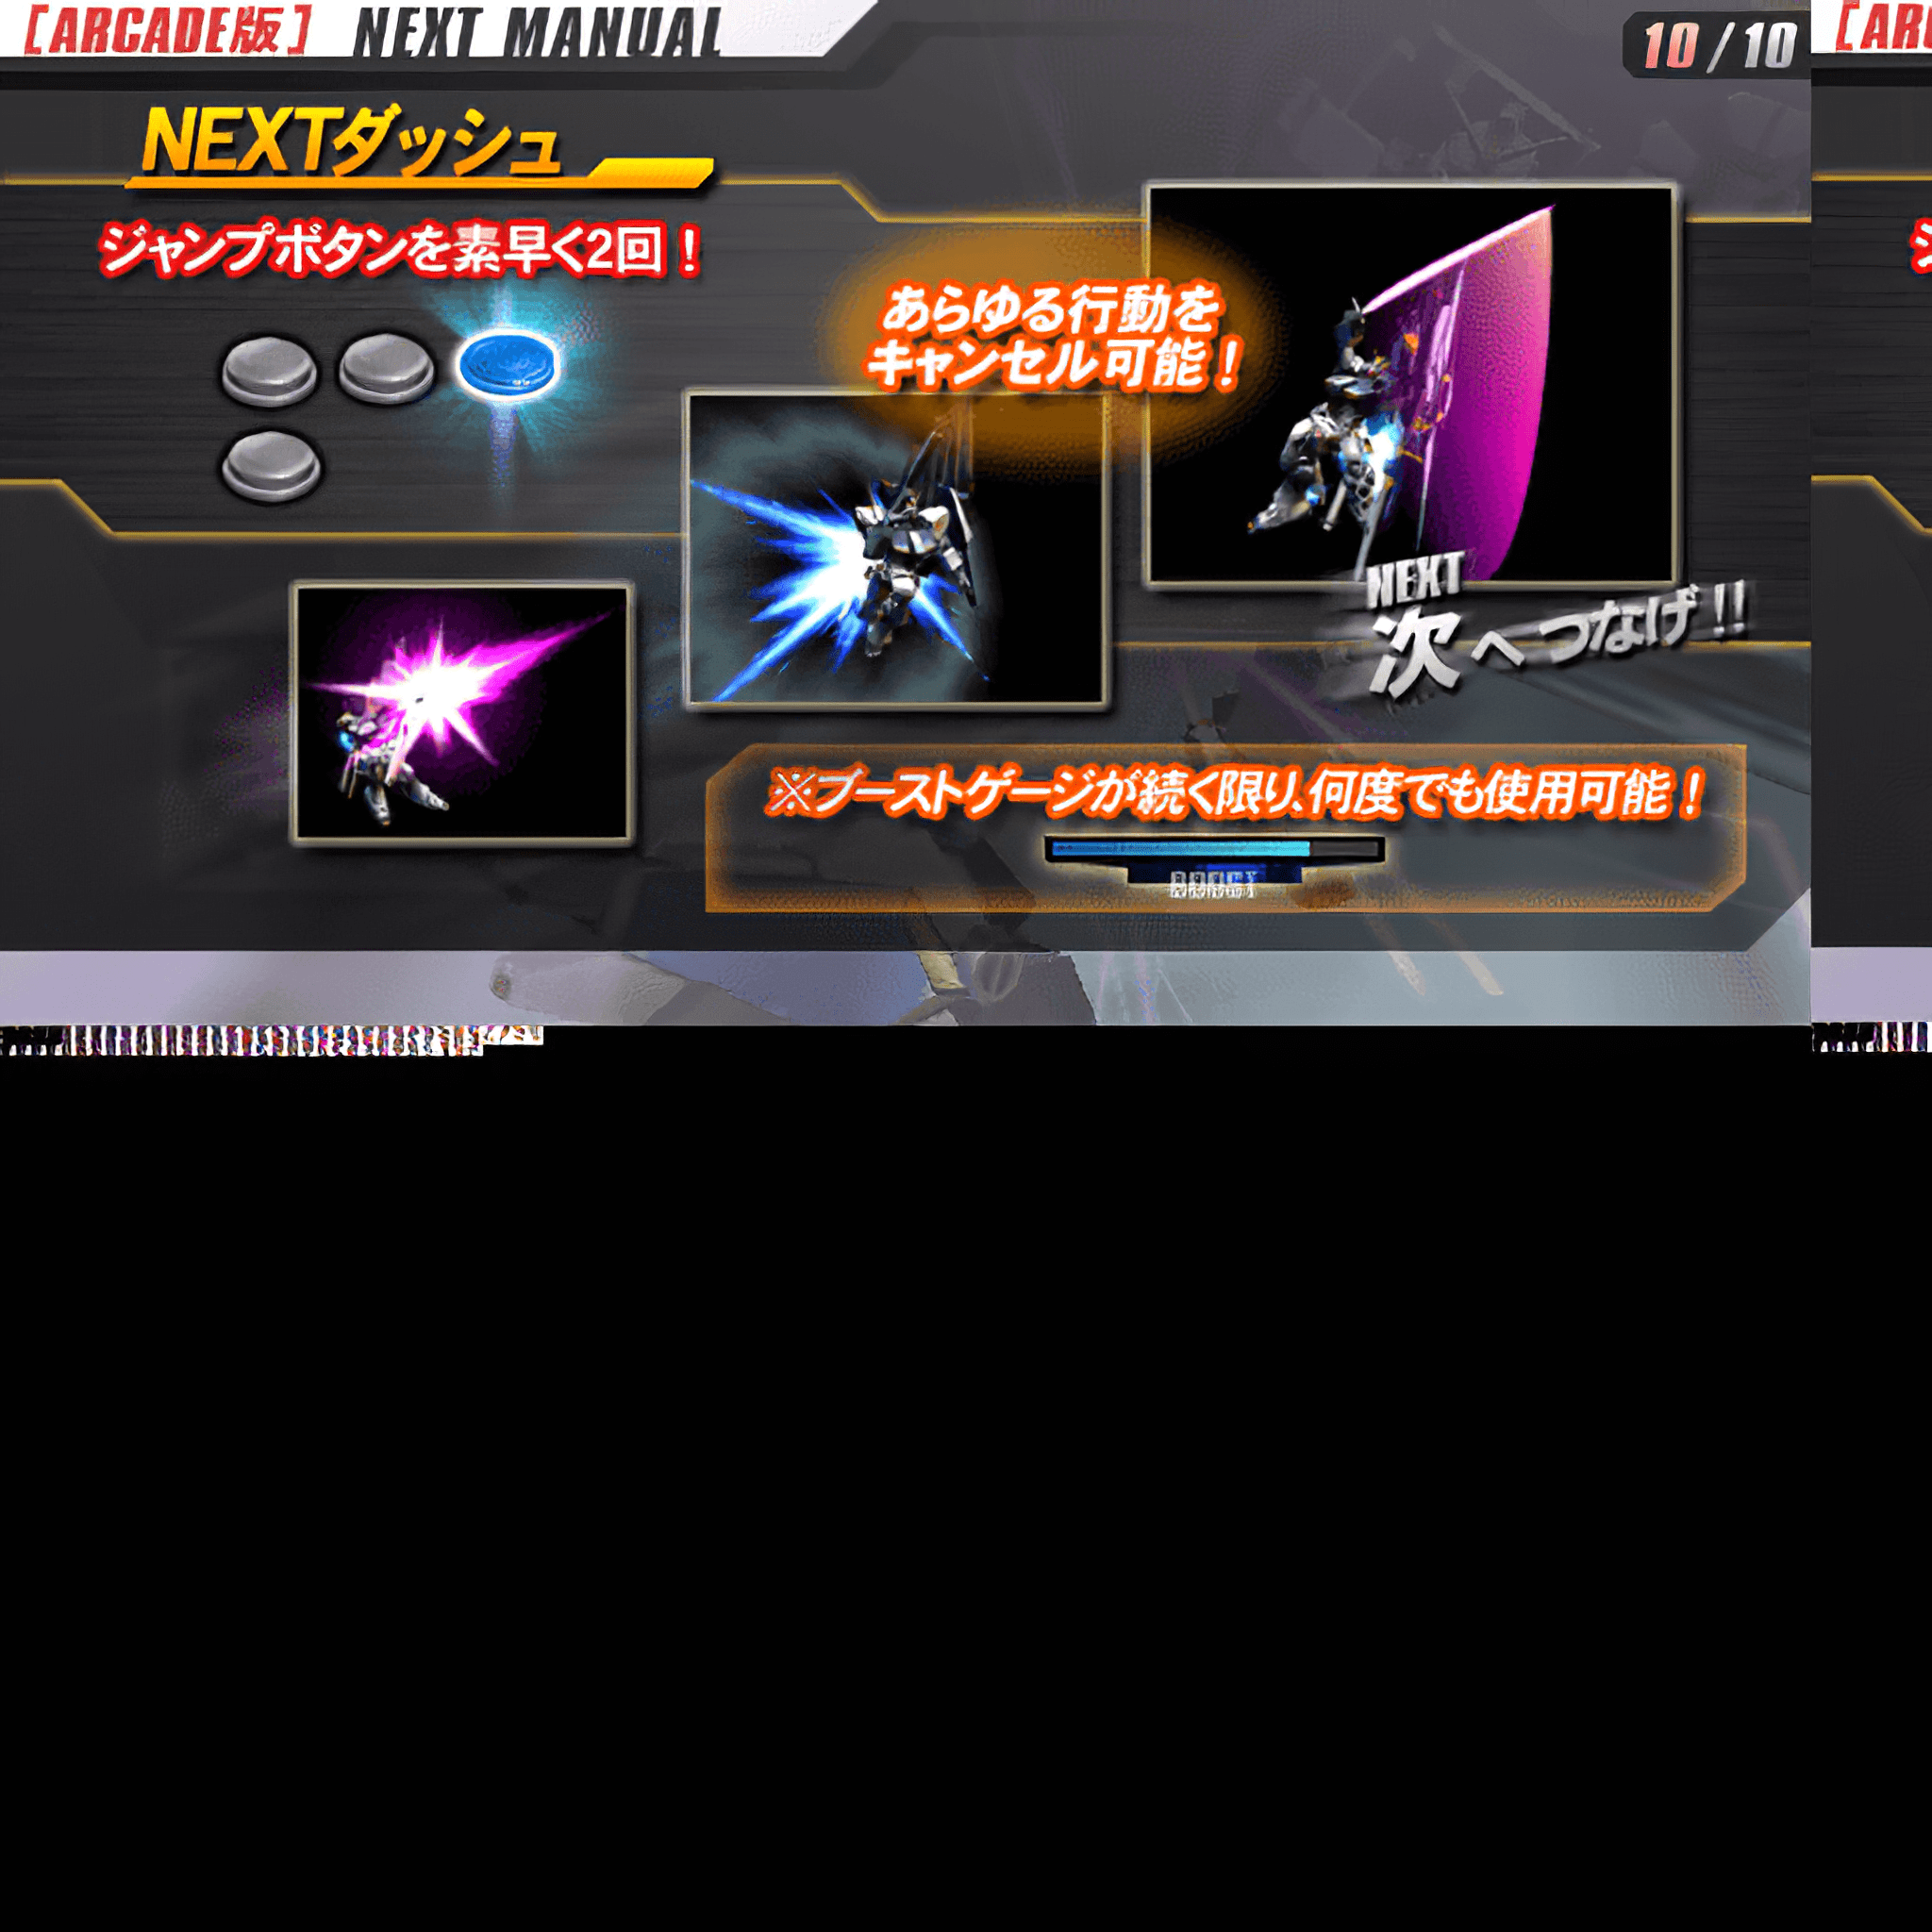 [ARCADE版] NEXT MANUAL
10/10
NEXTダッシュ
ジャンプボタンを素早く2回！
あらゆる行動を
キャンセル可能！
NEXT
次へつなげ!!
※ブーストゲージが続く限り、何度でも使用可能！
BOOST
[ARC